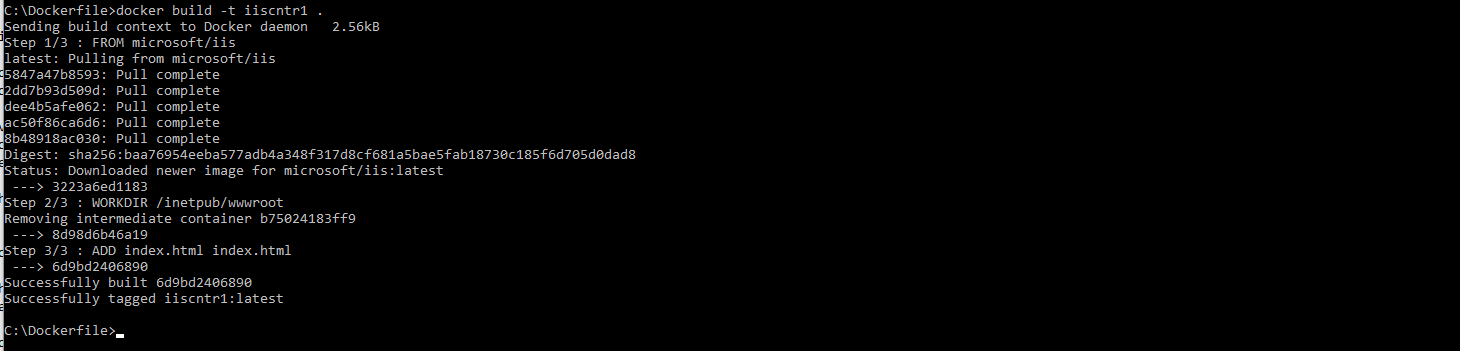 C:\Dockerfile>docker build -t iiscntr1 .
Sending build context to Docker daemon   2.56kB
Step 1/3 : FROM microsoft/iis
latest: Pulling from microsoft/iis
5847a47b8593: Pull complete
2dd7b93d509d: Pull complete
dee4b5afe062: Pull complete
ac50f86ca6d6: Pull complete
8b48918ac030: Pull complete
Digest: sha256:baa76954eeba577adb4a348f317d8cf681a5bae5fab18730c185f6d705d0dad8
Status: Downloaded newer image for microsoft/iis:latest
 ---> 3223a6ed1183
Step 2/3 : WORKDIR /inetpub/wwwroot
Removing intermediate container b75024183ff9
 ---> 8d98d6b46a19
Step 3/3 : ADD index.html index.html
 ---> 6d9bd2406890
Successfully built 6d9bd2406890
Successfully tagged iiscntr1:latest
C:\Dockerfile>